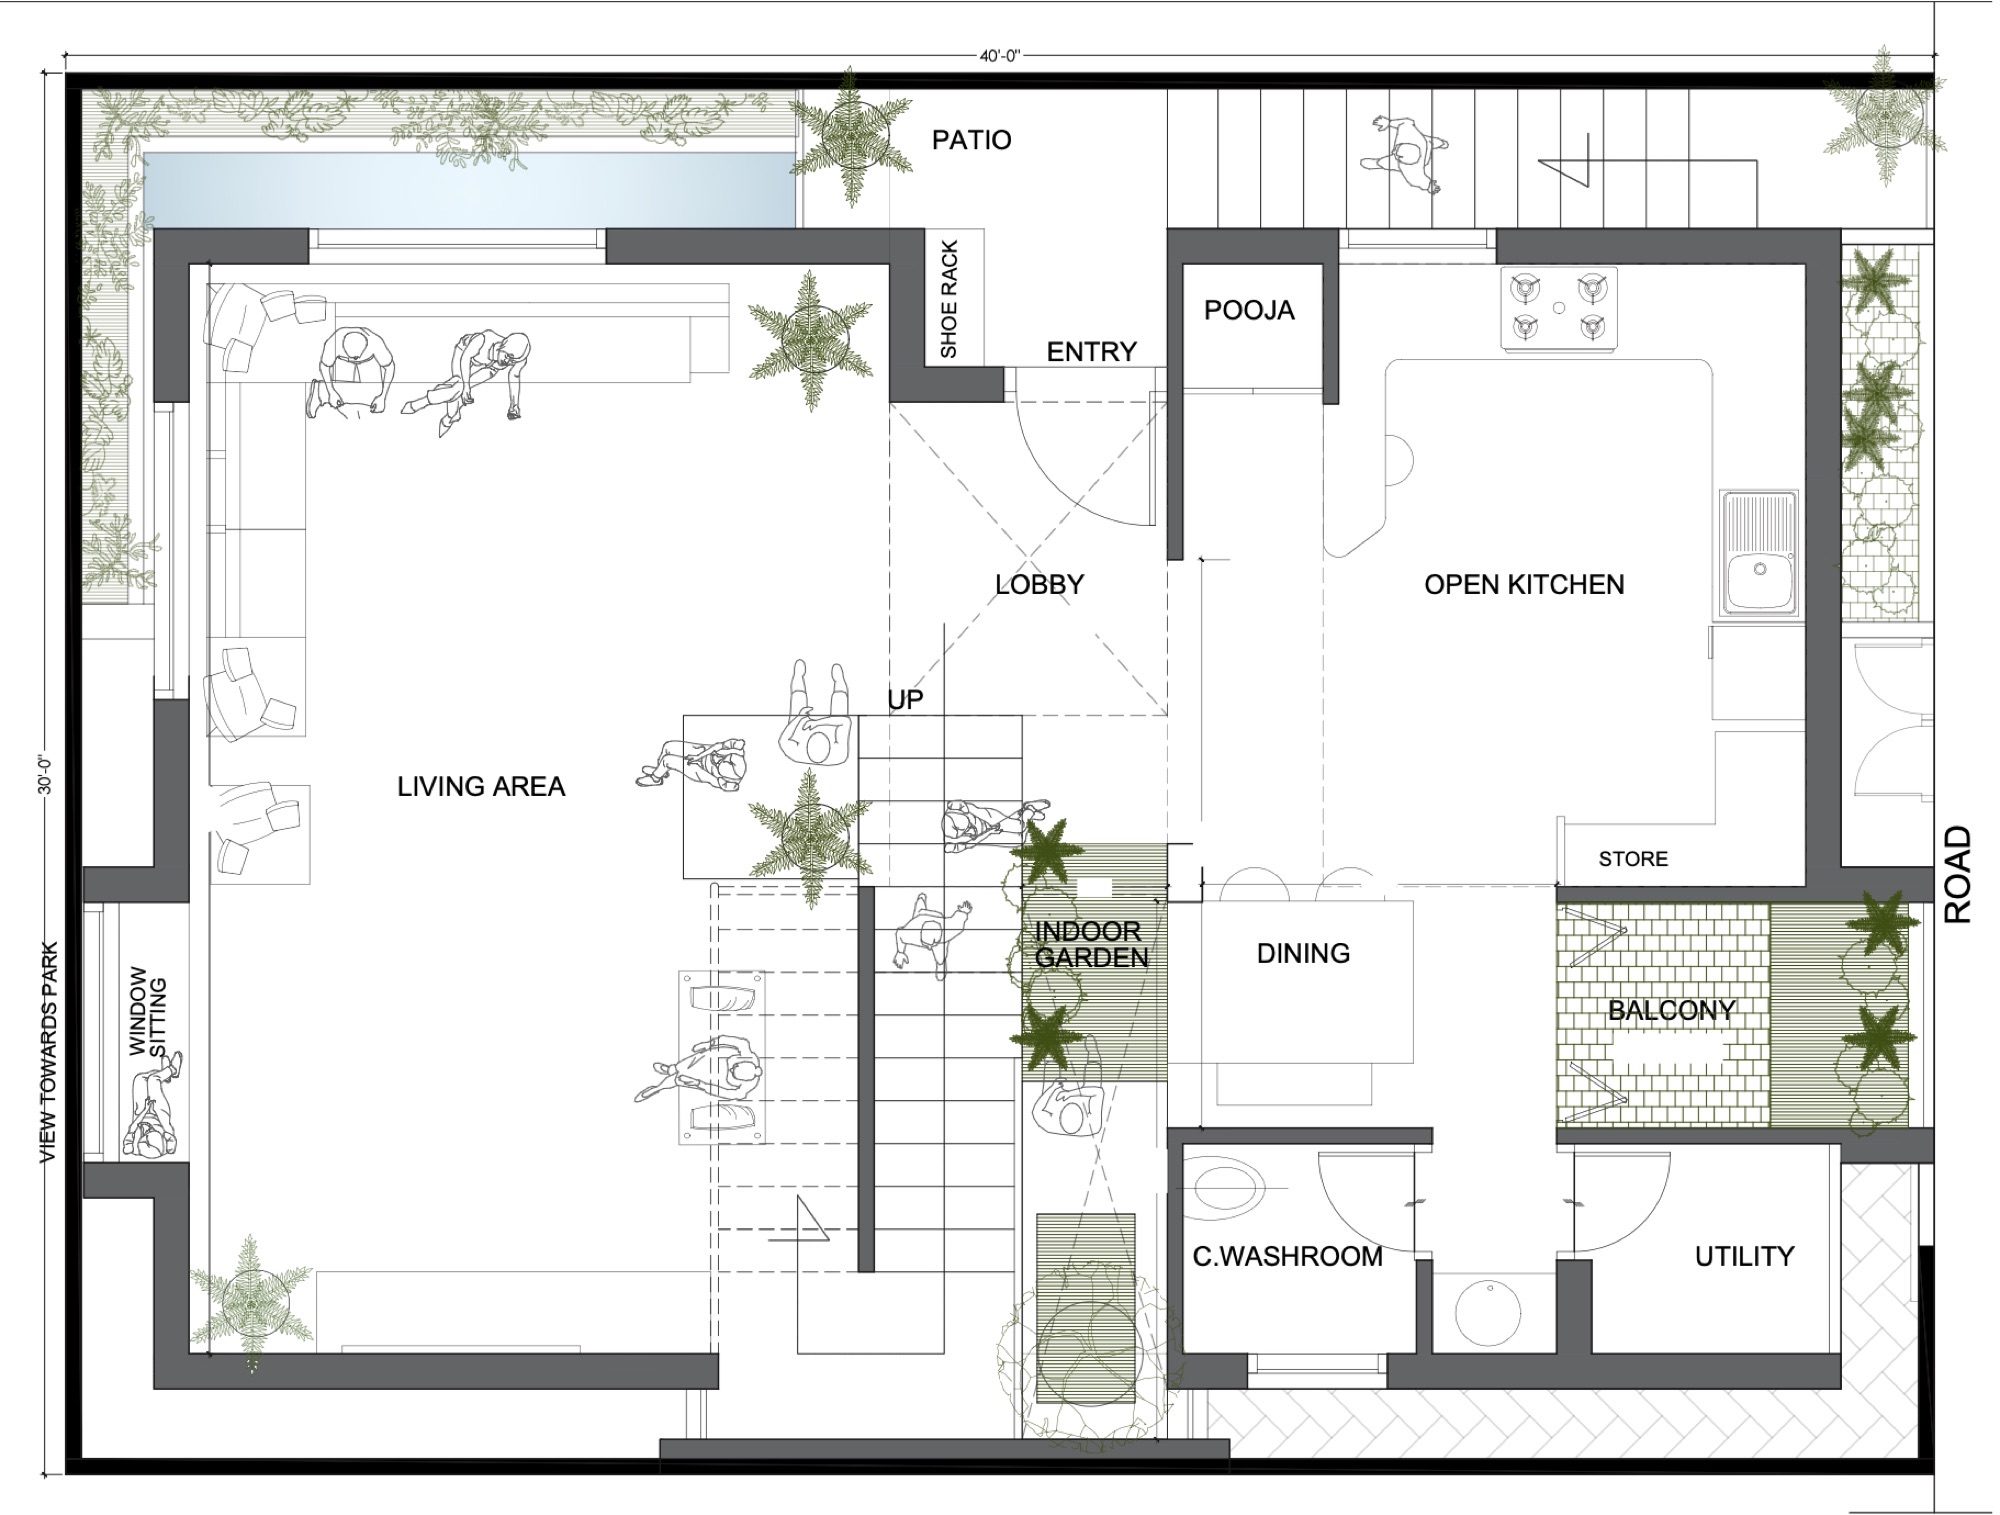 40'-0"
PATIO
SHOE RACK
ENTRY
POOJA
LOBBY
OPEN KITCHEN
UP
LIVING AREA
30'-0"
STORE
ROAD
INDOOR
GARDEN
DINING
BALCONY
VIEW TOWARDS PARK
WINDOW
SITTING
C.WASHROOM
UTILITY